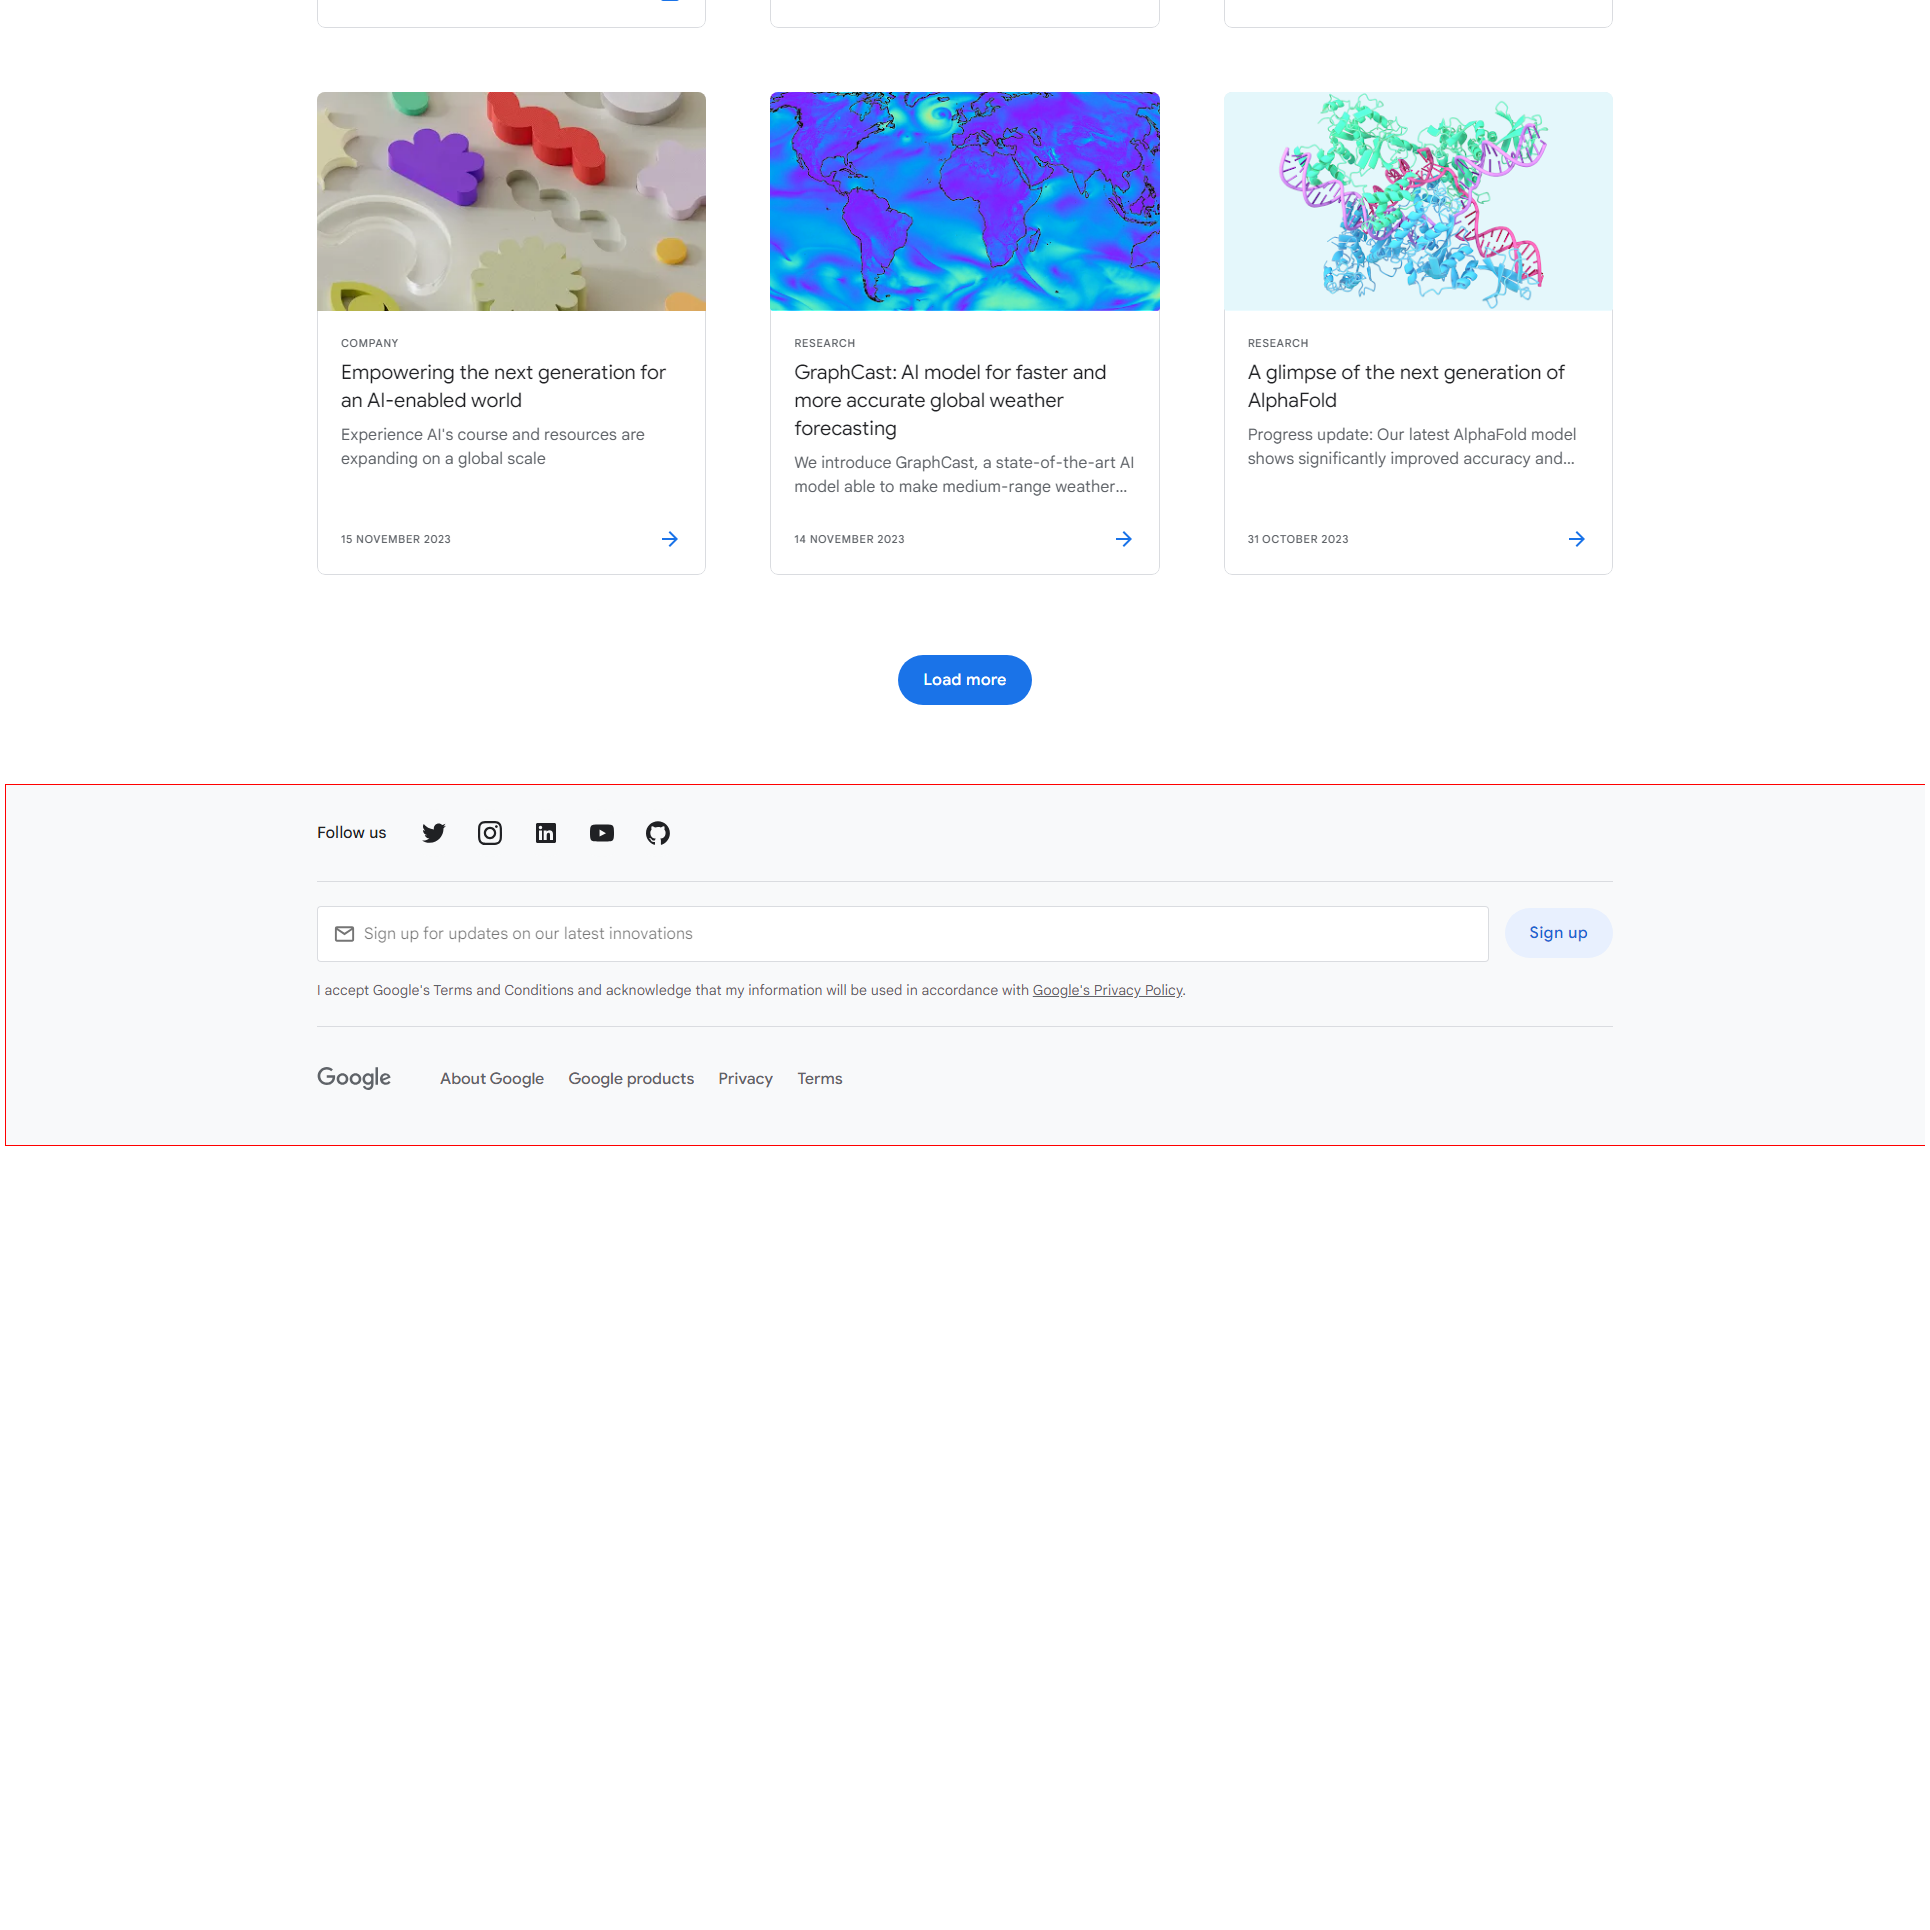 COMPANY
Empowering the next generation for
an AI-enabled world
Experience AI's course and resources are
expanding on a global scale
15 NOVEMBER 2023
RESEARCH
GraphCast: AI model for faster and
more accurate global weather
forecasting
We introduce GraphCast, a state-of-the-art AI
model able to make medium-range weather...
14 NOVEMBER 2023
RESEARCH
A glimpse of the next generation of
AlphaFold
Progress update: Our latest AlphaFold model
shows significantly improved accuracy and...
31 OCTOBER 2023
Load more
Follow us
Sign up for updates on our latest innovations
Sign up
I accept Google's Terms and Conditions and acknowledge that my information will be used in accordance with Google's Privacy Policy.
Google About Google Google products Privacy Terms